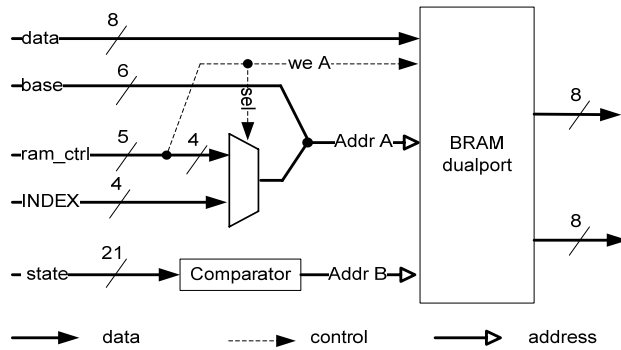 8
data
we A
6
base
sel
8
5
4
ram_ctrl
Addr A
BRAM
dualport
4
INDEX
8
21
state
Comparator
Addr B
data
control
address